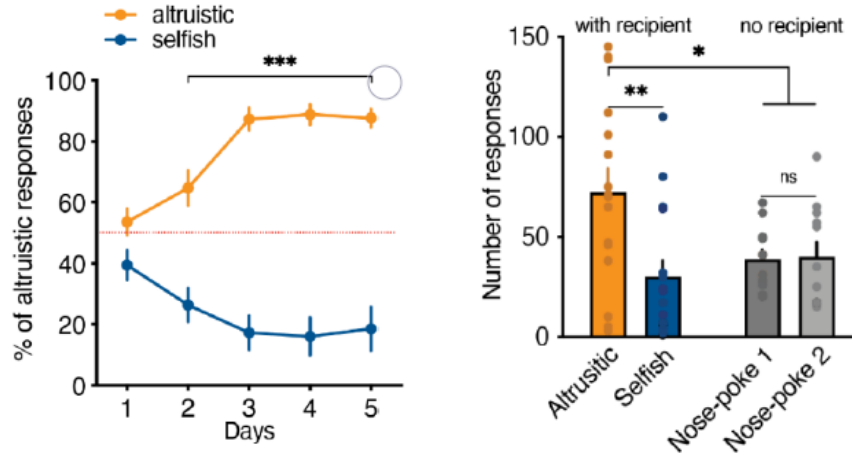 altruistic
selfish
***
% of altruistic responses
100
80
60
40
20
0
1 2 3 4 5
Days
with recipient no recipient
*
**
ns
Number of responses
150
100
50
0
Altrusitic
Selfish
Nose-poke 1
Nose-poke 2